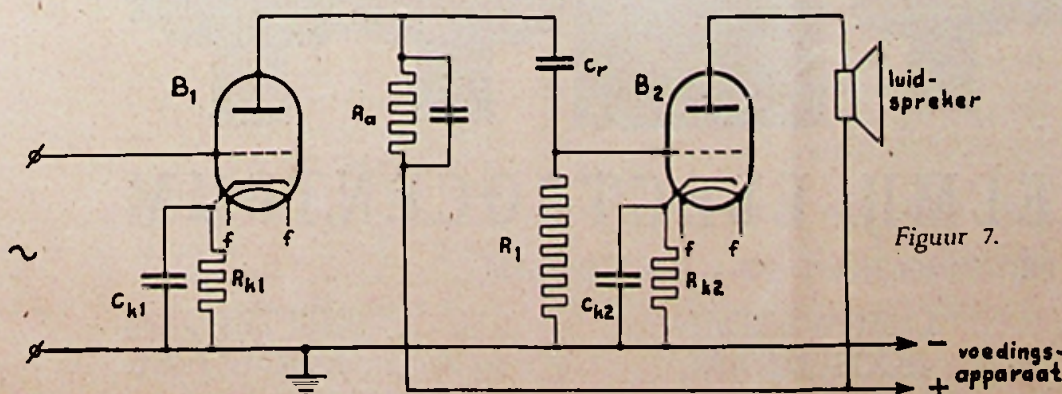 B1
Ra
Cr
B2
luid-
spreker
~
f f
Ck1
Rk1
R1
f f
Ck2
Rk2
Figuur 7.
- voedings-
+ apparaat